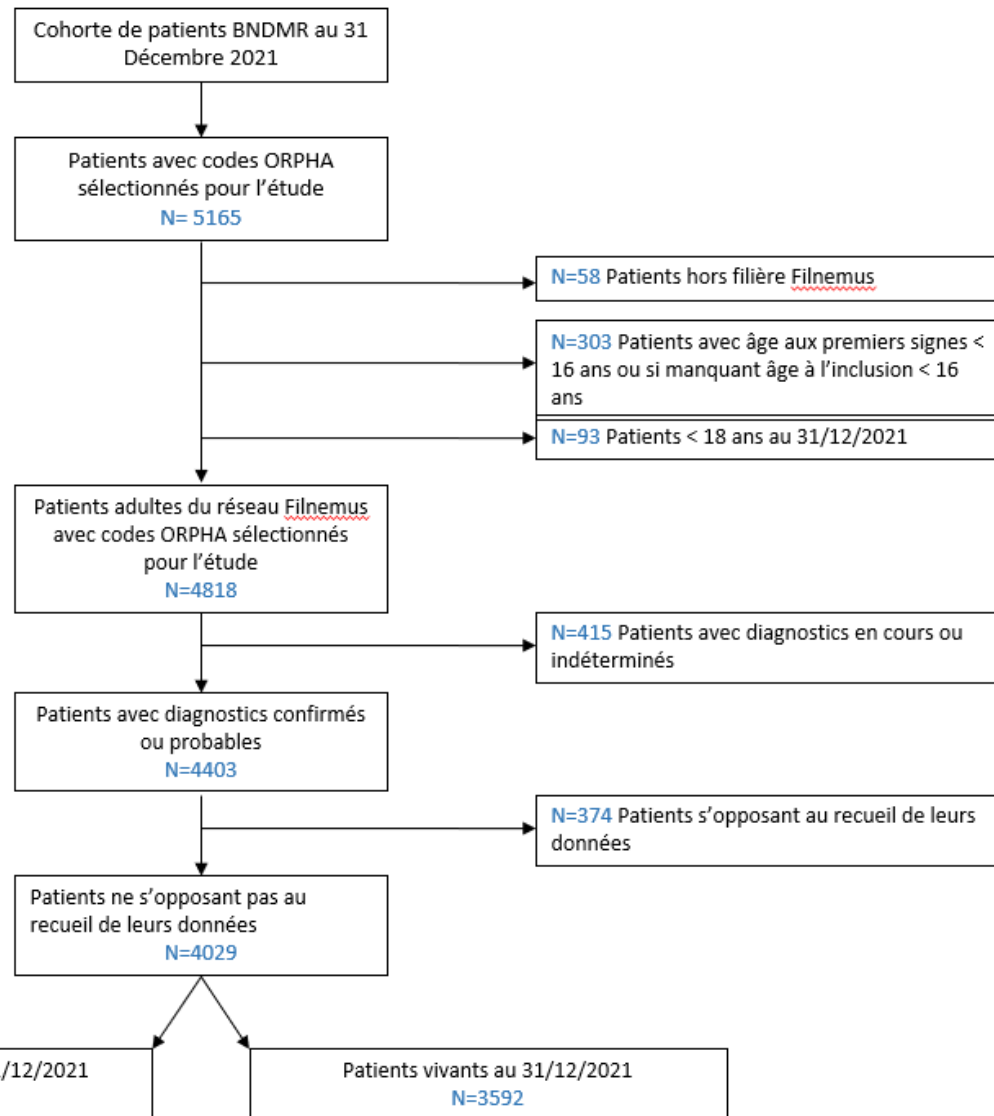 Cohorte de patients BNDMR au 31
Décembre 2021
Patients avec codes ORPHA
sélectionnés pour l'étude
N= 5165
N=58 Patients hors filière Filnemus
N=303 Patients avec âge aux premiers signes <
16 ans ou si manquant âge à l'inclusion < 16
ans
N=93 Patients < 18 ans au 31/12/2021
Patients adultes du réseau Filnemus
avec codes ORPHA sélectionnés
pour l'étude
N=4818
N=415 Patients avec diagnostics en cours ou
indéterminés
Patients avec diagnostics confirmés
ou probables
N=4403
N=374 Patients s'opposant au recueil de leurs
données
Patients ne s'opposant pas au
recueil de leurs données
N=4029
/12/2021
Patients vivants au 31/12/2021
N=3592